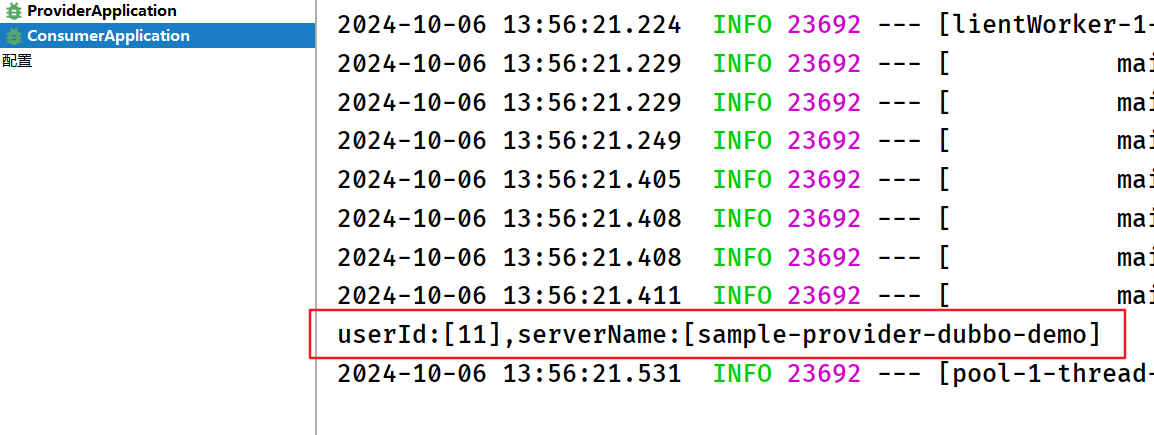 ProviderApplication
ConsumerApplication
配置
2024-10-06 13:56:21.224 INFO 23692 --- [lientWorker-1-
2024-10-06 13:56:21.229 INFO 23692 --- [ mai
2024-10-06 13:56:21.229 INFO 23692 --- [ mai
2024-10-06 13:56:21.249 INFO 23692 --- [ mai
2024-10-06 13:56:21.405 INFO 23692 --- [ mai
2024-10-06 13:56:21.408 INFO 23692 --- [ mai
2024-10-06 13:56:21.408 INFO 23692 --- [ mai
2024-10-06 13:56:21.411 INFO 23692 --- [ mai
userId:[11],serverName:[sample-provider-dubbo-demo]
2024-10-06 13:56:21.531 INFO 23692 --- [pool-1-thread-